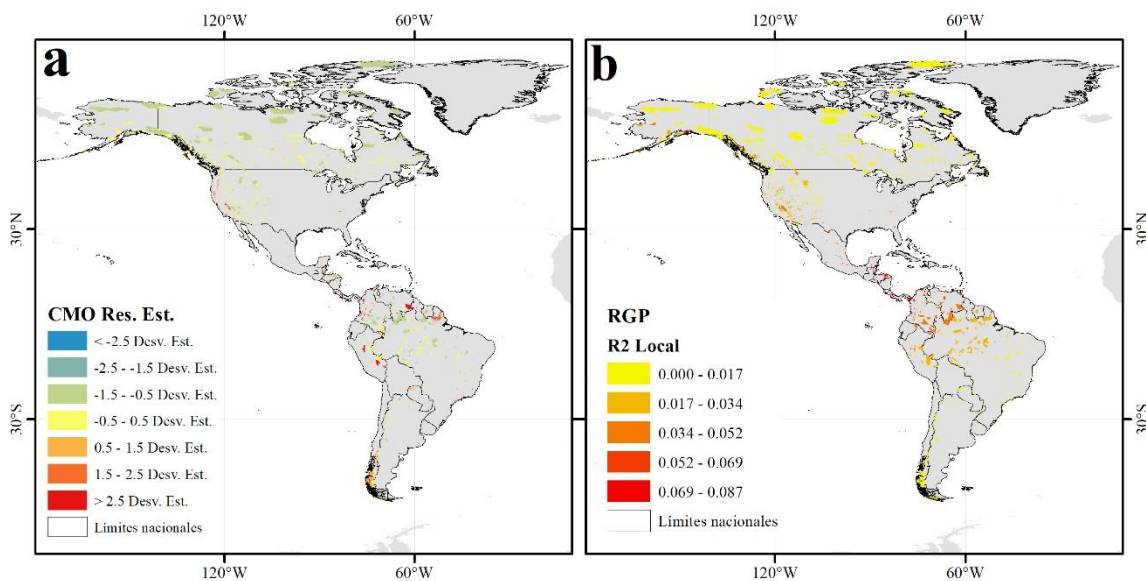 120°W 60°W 120°W 60°W
a
b
30°N
30°N
30°S
30°S
CMO Res. Est.
< -2.5 Desv. Est.
-2.5 - -1.5 Desv. Est.
-1.5 - -0.5 Desv. Est.
-0.5 - 0.5 Desv. Est.
0.5 - 1.5 Desv. Est.
1.5 - 2.5 Desv. Est.
> 2.5 Desv. Est.
Límites nacionales
RGP
R2 Local
0.000 - 0.017
0.017 - 0.034
0.034 - 0.052
0.052 - 0.069
0.069 - 0.087
Límites nacionales
120°W 60°W 120°W 60°W